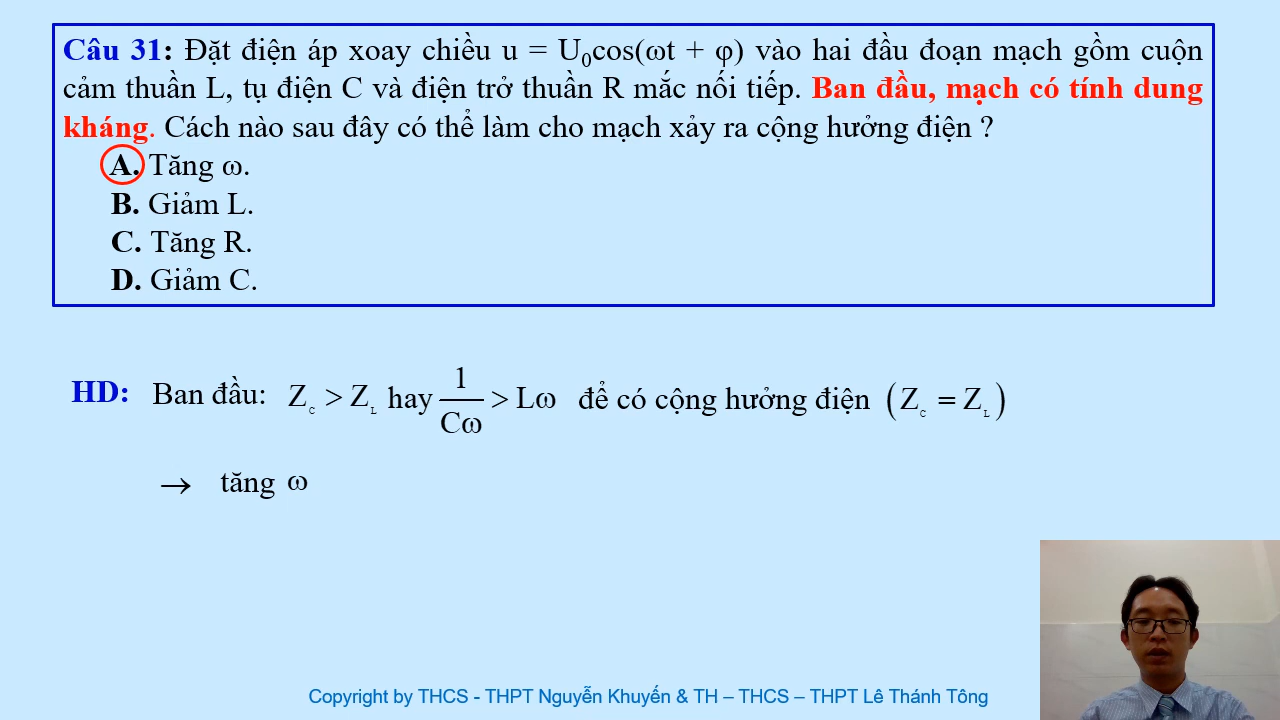 Câu 31: Đặt điện áp xoay chiều u = U₀cos(ωt + φ) vào hai đầu đoạn mạch gồm cuộn
cảm thuần L, tụ điện C và điện trở thuần R mắc nối tiếp. Ban đầu, mạch có tính dung
kháng. Cách nào sau đây có thể làm cho mạch xảy ra cộng hưởng điện ?
A. Tăng ω.
B. Giảm L.
C. Tăng R.
D. Giảm C.
HD: Ban đầu: Z_C > Z_L hay 1/Cω > Lω để có cộng hưởng điện (Z_C = Z_L)
→ tăng ω
Copyright by THCS - THPT Nguyễn Khuyến & TH – THCS – THPT Lê Thánh Tông